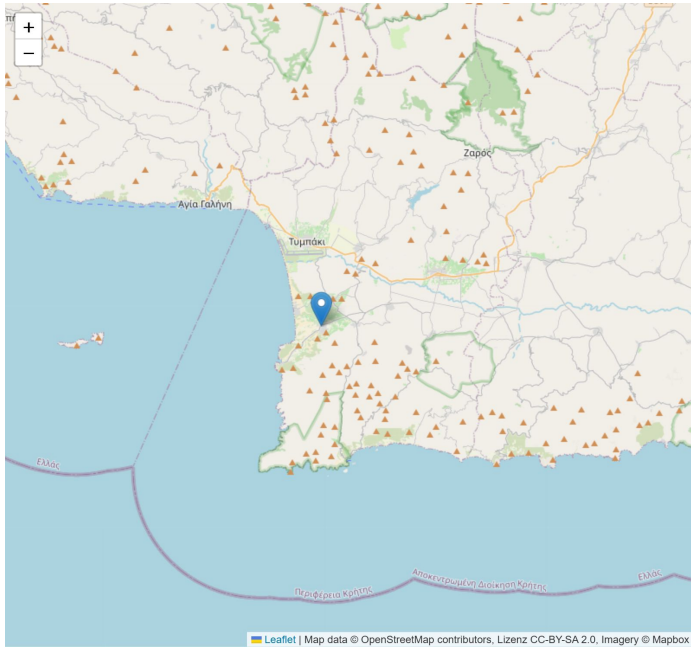 +
−
Ζαρός
Αγία Γαλήνη
Τυμπάκι
Ελλάς
Περιφέρεια Κρήτης
Αποκεντρωμένη Διοίκηση Κρήτης
Ελλάς
Leaflet | Map data © OpenStreetMap contributors, Lizenz CC-BY-SA 2.0, Imagery © Mapbox